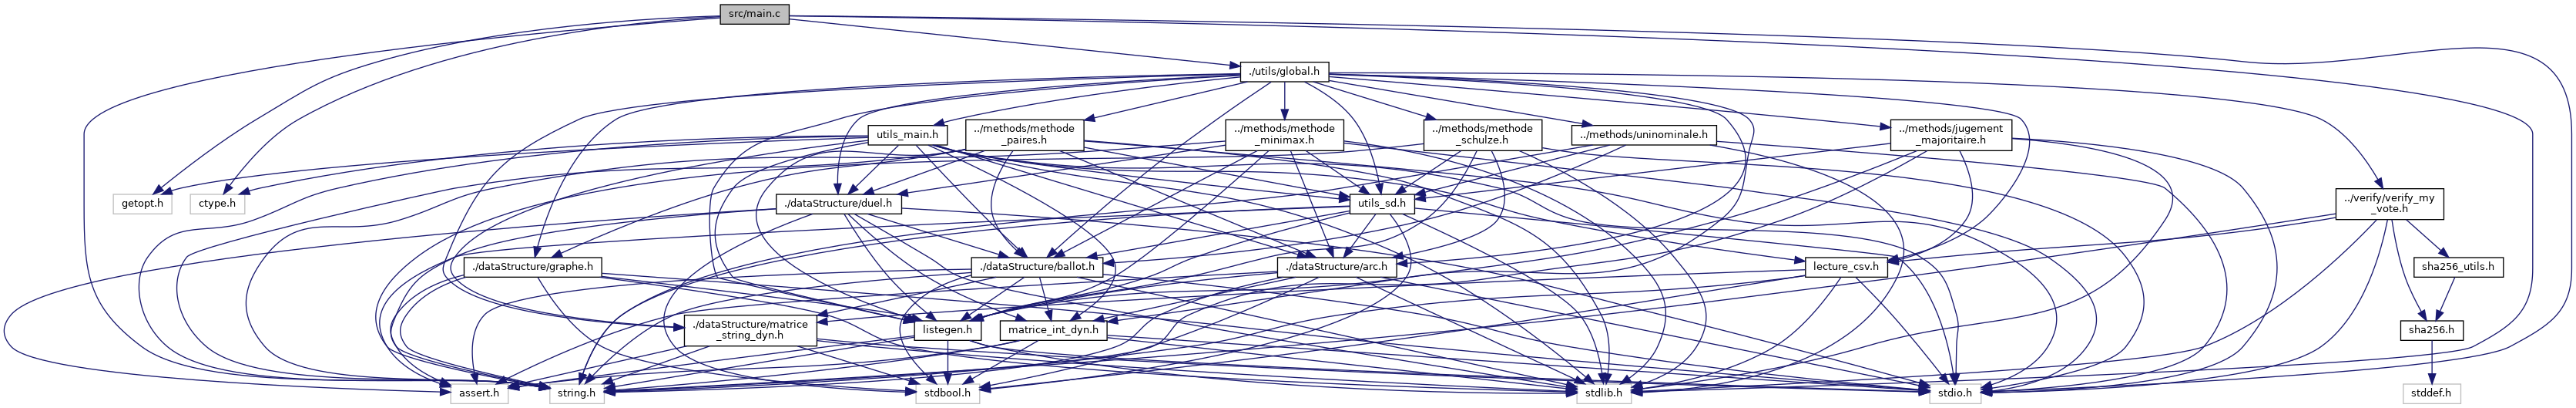 src/main.c
./utils/global.h
utils_main.h
../methods/methode
_paires.h
../methods/methode
_minimax.h
../methods/methode
_schulze.h
../methods/uninominale.h
../methods/jugement
_majoritaire.h
getopt.h
ctype.h
./dataStructure/duel.h
utils_sd.h
../verify/verify_my
_vote.h
./dataStructure/graphe.h
./dataStructure/ballot.h
./dataStructure/arc.h
lecture_csv.h
sha256_utils.h
./dataStructure/matrice
_string_dyn.h
listegen.h
matrice_int_dyn.h
sha256.h
assert.h
string.h
stdbool.h
stdlib.h
stdio.h
stddef.h